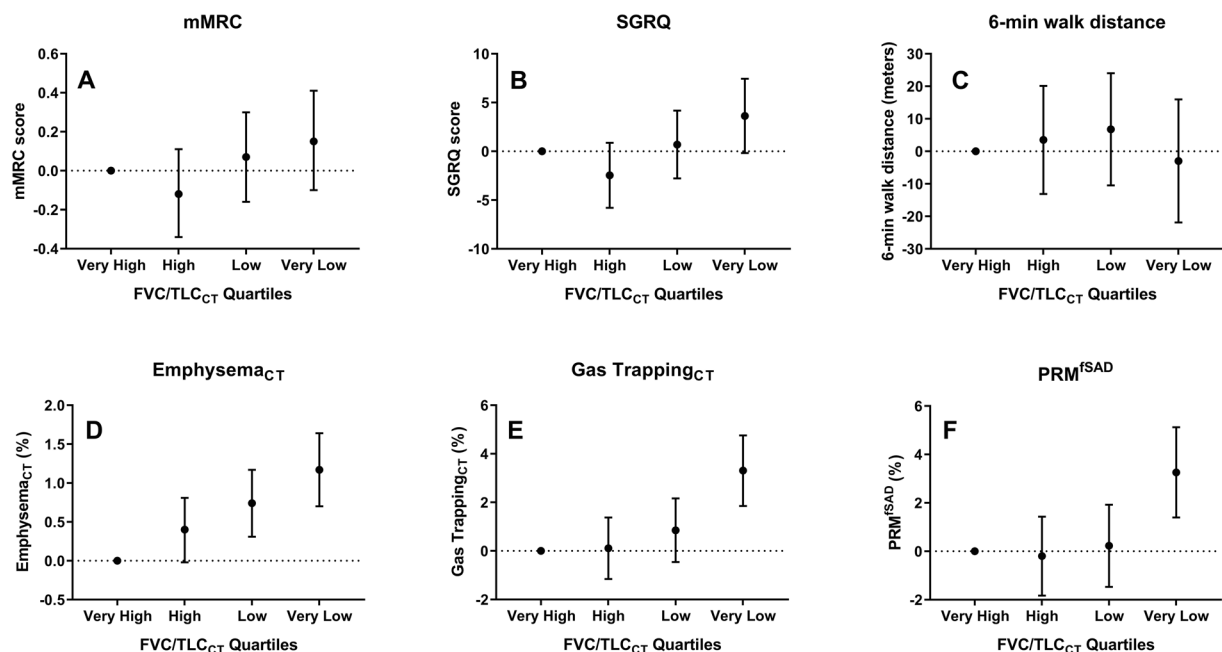 mMRC
A
mMRC score
0.6
0.4
0.2
0.0
-0.2
-0.4
Very High
High
Low
Very Low
FVC/TLCCT Quartiles
SGRQ
B
SGRQ score
10
5
0
-5
-10
Very High
High
Low
Very Low
FVC/TLCCT Quartiles
6-min walk distance
C
6-min walk distance (meters)
30
20
10
0
-10
-20
-30
Very High
High
Low
Very Low
FVC/TLCCT Quartiles
EmphysemaCT
D
EmphysemaCT (%)
2.0
1.5
1.0
0.5
0.0
-0.5
Very High
High
Low
Very Low
FVC/TLCCT Quartiles
Gas TrappingCT
E
Gas TrappingCT (%)
6
4
2
0
-2
Very High
High
Low
Very Low
FVC/TLCCT Quartiles
PRMfSAD
F
PRMfSAD (%)
6
4
2
0
-2
Very High
High
Low
Very Low
FVC/TLCCT Quartiles